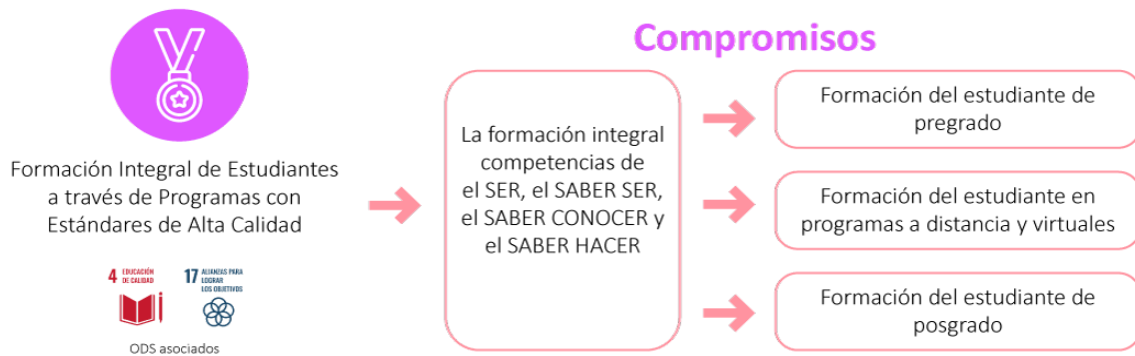 Compromisos
Formación Integral de Estudiantes
a través de Programas con
Estándares de Alta Calidad
4 EDUCACIÓN
DE CALIDAD
17 ALIANZAS PARA
LOGRAR
LOS OBJETIVOS
ODS asociados
La formación integral
competencias de
el SER, el SABER SER,
el SABER CONOCER y
el SABER HACER
Formación del estudiante de
pregrado
Formación del estudiante en
programas a distancia y virtuales
Formación del estudiante de
posgrado